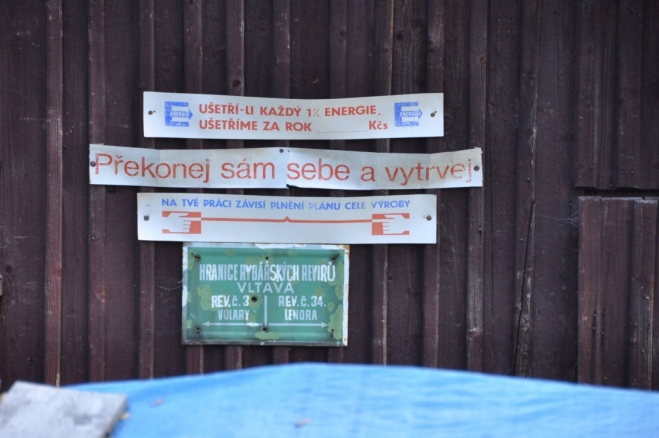 UŠETŘÍ-LI KAŽDÝ 1% ENERGIE,
UŠETŘÍME ZA ROK Kčs
Překonej sám sebe a vytrvej
NA TVÉ PRÁCI ZÁVISÍ PLNĚNÍ PLÁNU CELÉ VÝROBY
HRANICE RYBÁŘSKÝCH REVÍRŮ
VLTAVA
REV. č. 3 REV. č. 34.
VOLARY LENORA